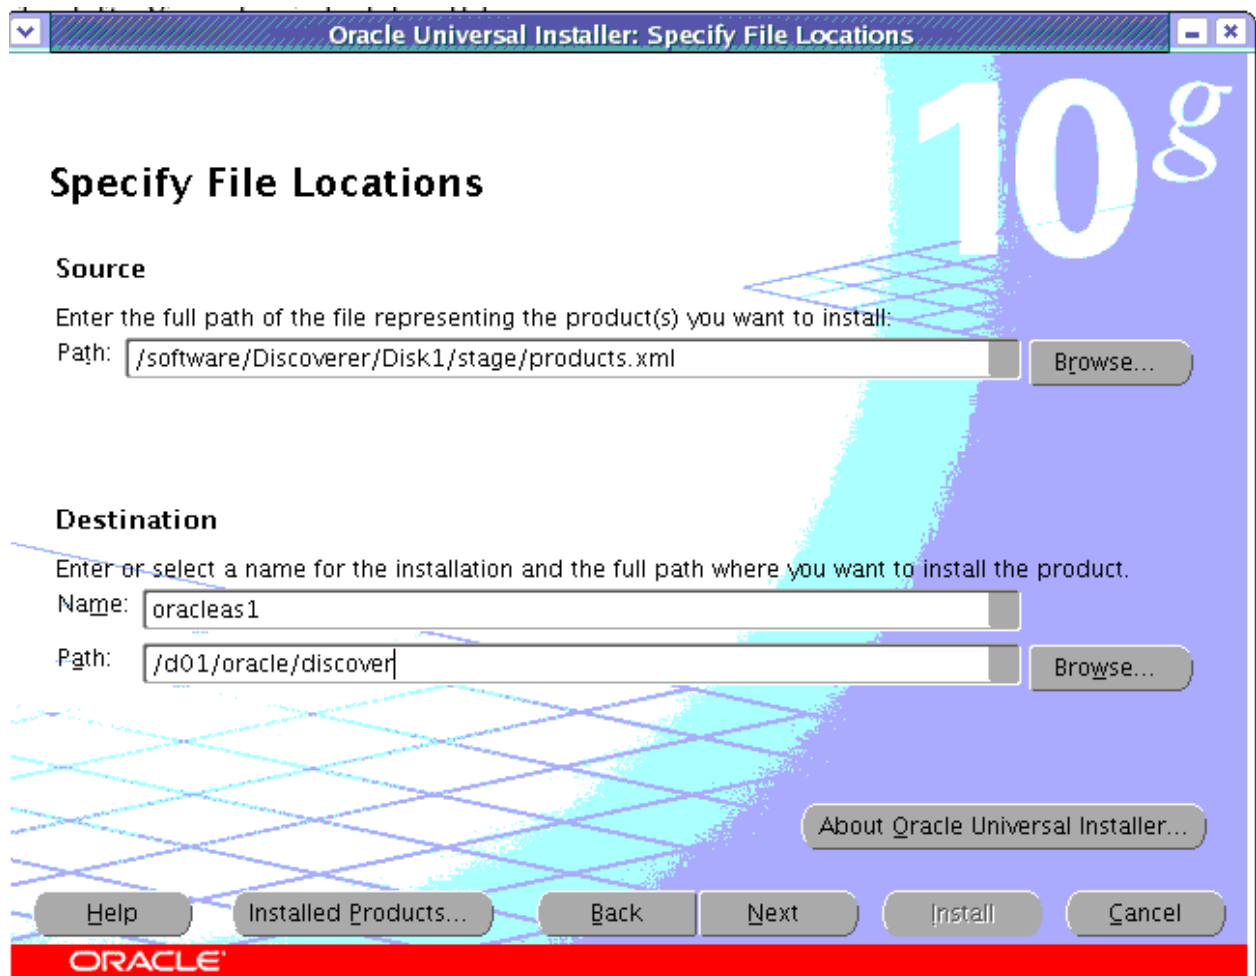 Oracle Universal Installer: Specify File Locations
10g
Specify File Locations
Source
Enter the full path of the file representing the product(s) you want to install:
Path: /software/Discoverer/Disk1/stage/products.xml Browse...
Destination
Enter or select a name for the installation and the full path where you want to install the product.
Name: oracleas1
Path: /d01/oracle/discover Browse...
About Oracle Universal Installer...
Help Installed Products... Back Next Install Cancel
ORACLE